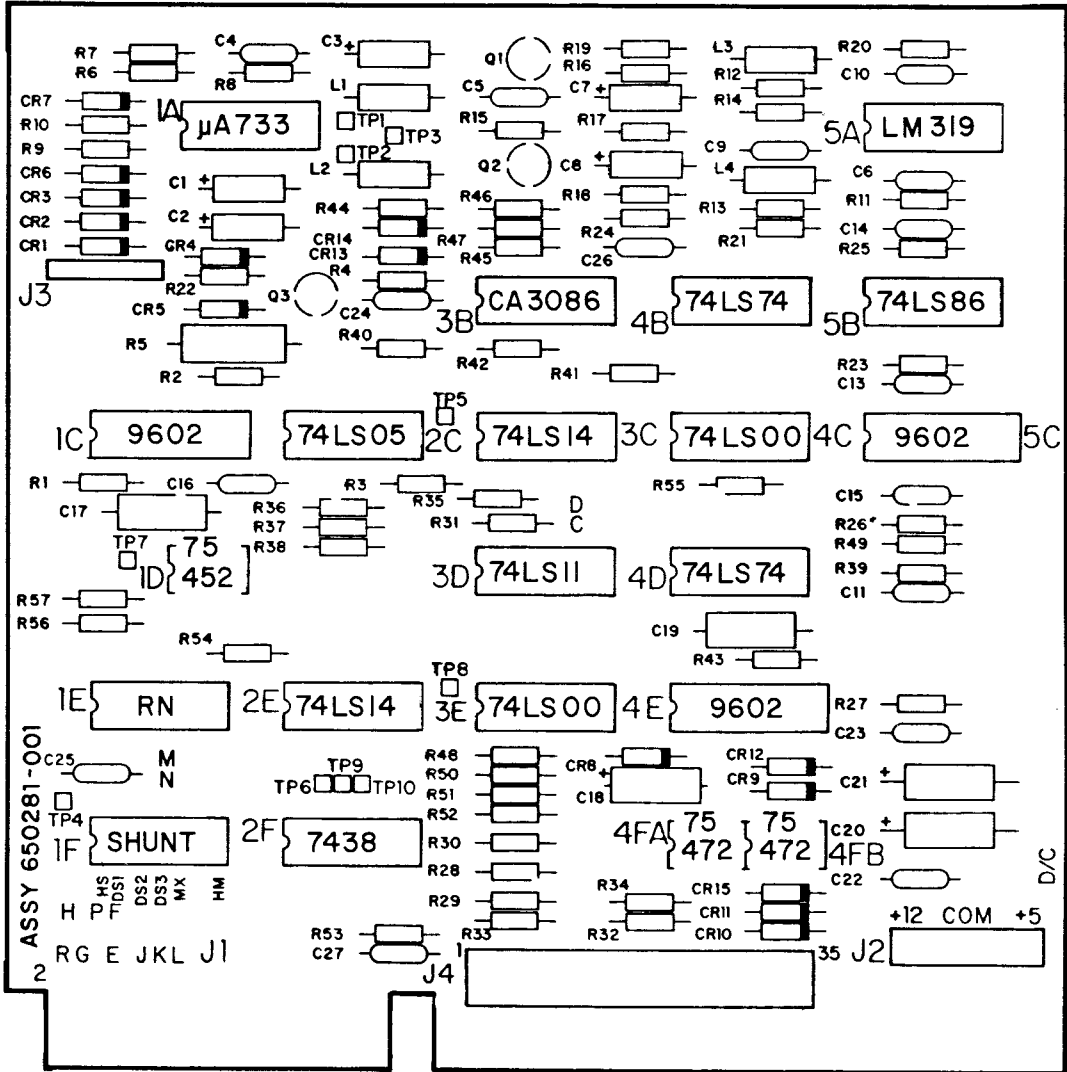 R7 C4 C3 + Q1 R19 L3 R20
R6 R8 R16 R12 C10
CR7 1A µA733 L1 C5 C7 + R14
R10 TP1 R15 R17 5A LM319
R9 TP3 C9
CR6 TP2 Q2 C8 + L4 C6
CR3 C1 + L2 R18 R11
CR2 C2 + R44 R46 R13 C14
CR1 GR4 CR14 R47 R24 R21 R25
CR13 R45 C26
J3 R22 R4
CR5 Q3 C24 3B CA3086 4B 74LS74 5B 74LS86
R5 R40 R42 R23
R2 R41 C13
TP5
1C 9602 74LS05 2C 74LS14 3C 74LS00 4C 9602 5C
R1 C16 R3 R35 R55 C15
C17 R36 D
R37 R31 C R26*
TP7 75 R38 R49
1D 452 3D 74LS11 4D 74LS74 R39
R57 C11
R56 C19
R54 R43
TP8
1E RN 2E 74LS14 3E 74LS00 4E 9602 R27
C23
C25 M R48 CR8 CR12
N TP9 R50 + CR9 C21 +
TP6 TP10 R51 C18
TP4 R52
1F SHUNT 2F 7438 R30 4FA 75 472 75 472 4FB C20 +
HS DS1 DS2 DS3 MX HM R28 C22 D/C
H P F R29 R34 CR15
R33 R32 CR11
R53 CR10 +12 COM +5
RG E JKL J1 C27 J4 1 35 J2
2
ASSY 650281-001